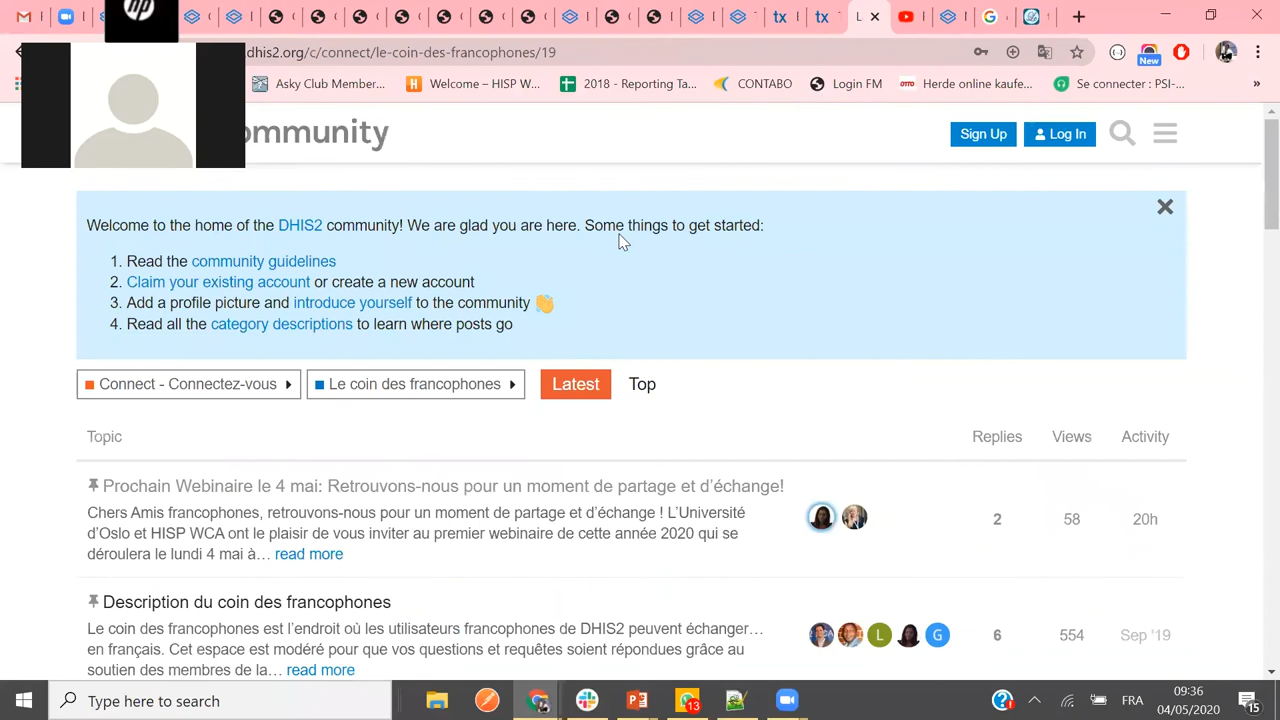 dhis2.org/c/connect/le-coin-des-francophones/19
New
Asky Club Member...
Welcome – HISP W...
2018 - Reporting Ta...
CONTABO
Login FM
Herde online kaufe...
Se connecter : PSI-...
ommunity
Sign Up
Log In
Welcome to the home of the DHIS2 community! We are glad you are here. Some things to get started:
1. Read the community guidelines
2. Claim your existing account or create a new account
3. Add a profile picture and introduce yourself to the community
4. Read all the category descriptions to learn where posts go
Connect - Connectez-vous
Le coin des francophones
Latest
Top
Topic
Replies
Views
Activity
Prochain Webinaire le 4 mai: Retrouvons-nous pour un moment de partage et d'échange!
Chers Amis francophones, retrouvons-nous pour un moment de partage et d'échange ! L'Université
d'Oslo et HISP WCA ont le plaisir de vous inviter au premier webinaire de cette année 2020 qui se
déroulera le lundi 4 mai à… read more
2
58
20h
Description du coin des francophones
Le coin des francophones est l'endroit où les utilisateurs francophones de DHIS2 peuvent échanger…
en français. Cet espace est modéré pour que vos questions et requêtes soient répondues grâce au
soutien des membres de la… read more
L
G
6
554
Sep '19
Type here to search
13
FRA
09:36
04/05/2020
15